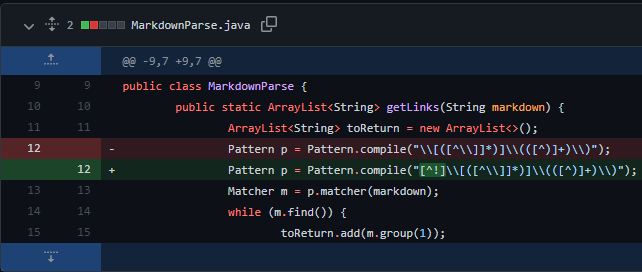 2 MarkdownParse.java
@@ -9,7 +9,7 @@
9 9 public class MarkdownParse {
10 10 public static ArrayList<String> getLinks(String markdown) {
11 11 ArrayList<String> toReturn = new ArrayList<>();
12 - Pattern p = Pattern.compile("\\[([^\\]]*)]\\(([^)]+)\\)");
12 + Pattern p = Pattern.compile("[^!]\\[([^\\]]*)]\\(([^)]+)\\)");
13 13 Matcher m = p.matcher(markdown);
14 14 while (m.find()) {
15 15 toReturn.add(m.group(1));